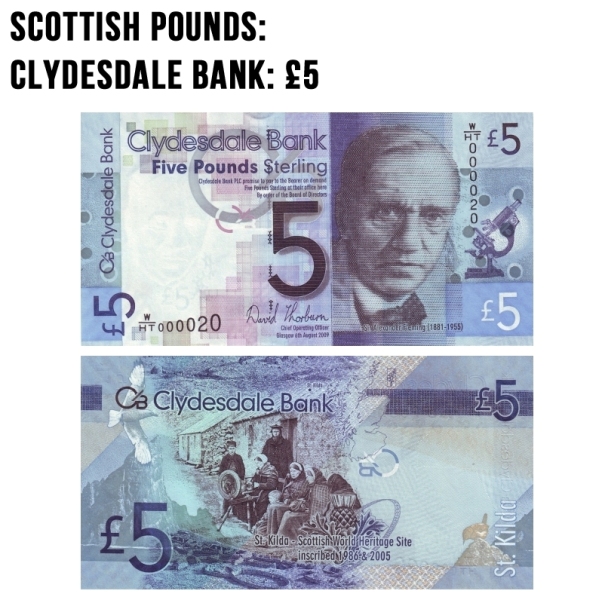 SCOTTISH POUNDS:
CLYDESDALE BANK: £5
Clydesdale Bank
Clydesdale Bank
Five Pounds Sterling
Clydesdale Bank PLC promise to pay to the Bearer on demand
Five Pounds Sterling at their office here
By order of the Board of Directors
5
£5
W/HT 000020
David Thorburn
Chief Operating Officer
Glasgow 6th August 2009
W/HT 000020
£5
£5
(1881-1955)
Clydesdale Bank
£5
£5
St. Kilda - Scottish World Heritage Site
inscribed 1986 & 2005
St. Kilda